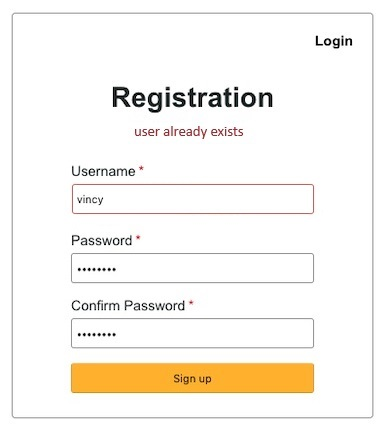 Login
Registration
user already exists
Username *
vincy
Password *
••••••••
Confirm Password *
••••••••
Sign up